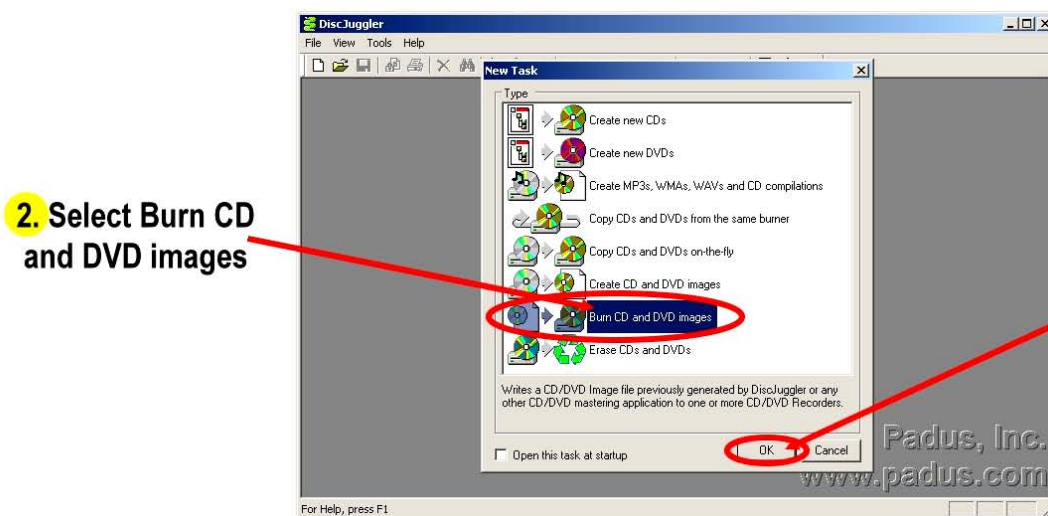 DiscJuggler
File View Tools Help
New Task
Type
Create new CDs
Create new DVDs
Create MP3s, WMAs, WAVs and CD compilations
Copy CDs and DVDs from the same burner
Copy CDs and DVDs on-the-fly
Create CD and DVD images
Burn CD and DVD images
Erase CDs and DVDs
Writes a CD/DVD Image file previously generated by DiscJuggler or any
other CD/DVD mastering application to one or more CD/DVD Recorders.
Open this task at startup
OK Cancel
Padus, Inc.
www.padus.com
For Help, press F1
2. Select Burn CD
and DVD images